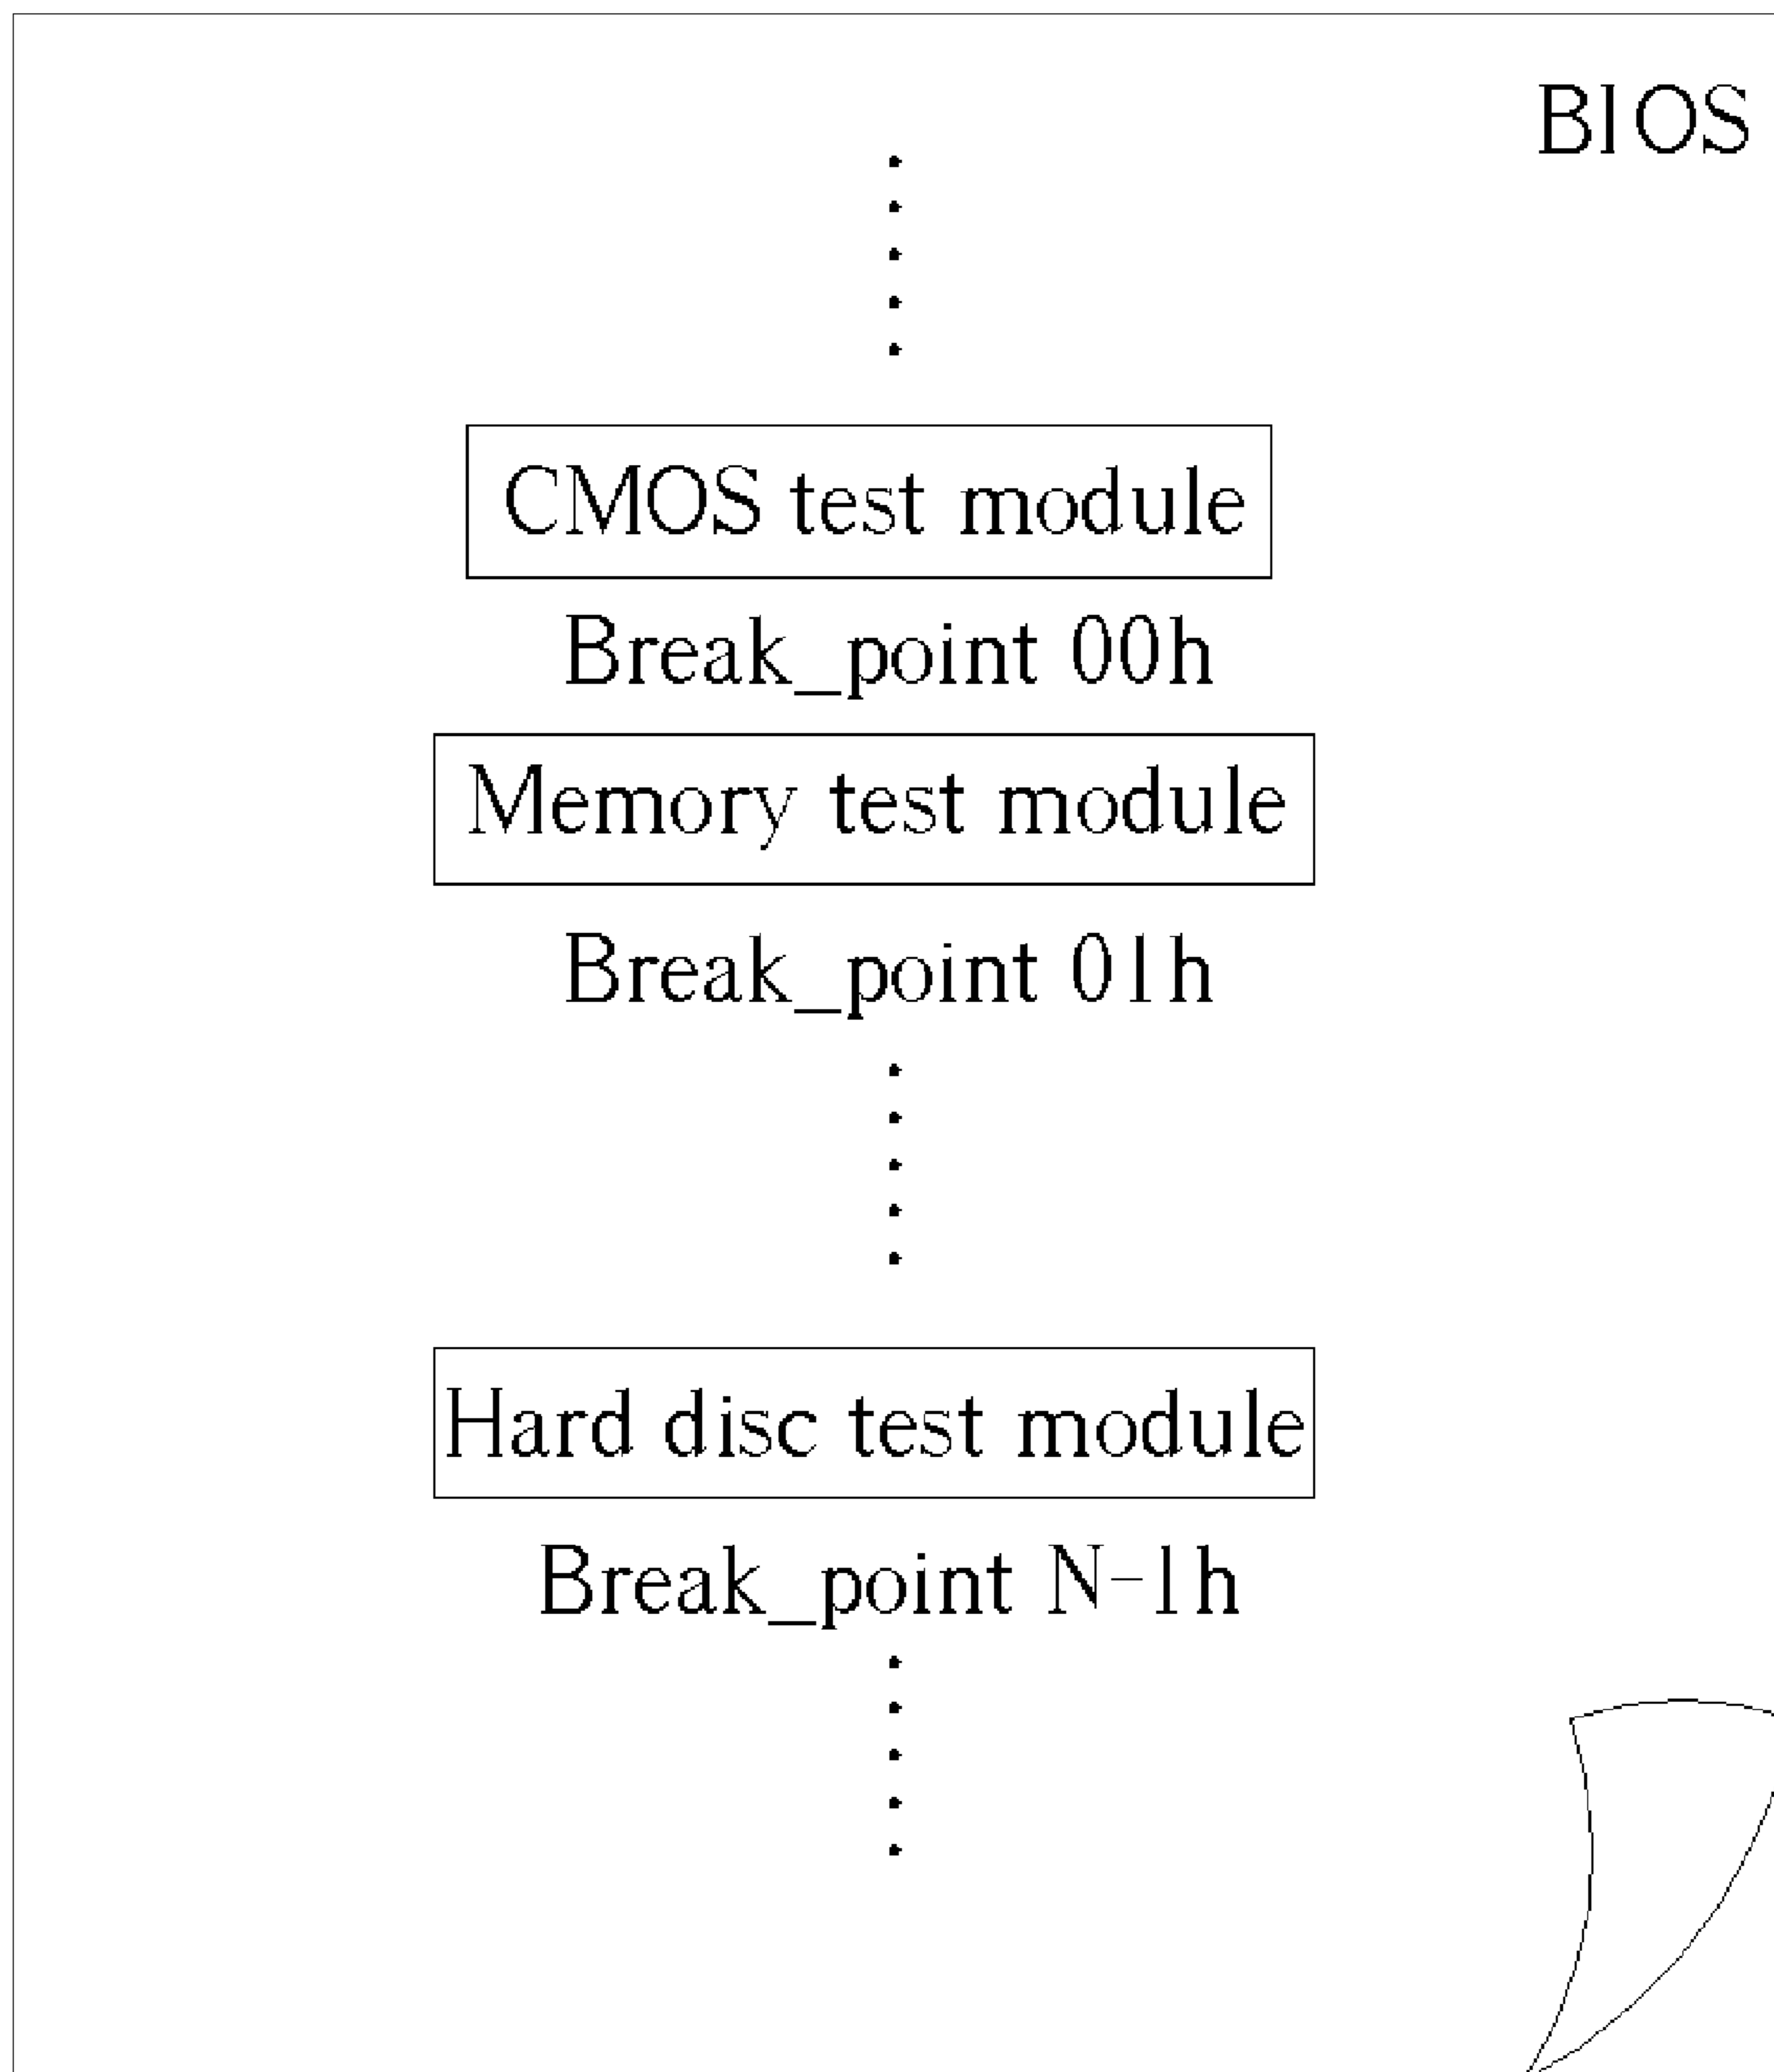 BIOS
CMOS test module
Break_point 00h
Memory test module
Break_point 01h
Hard disc test module
Break_point N-1h